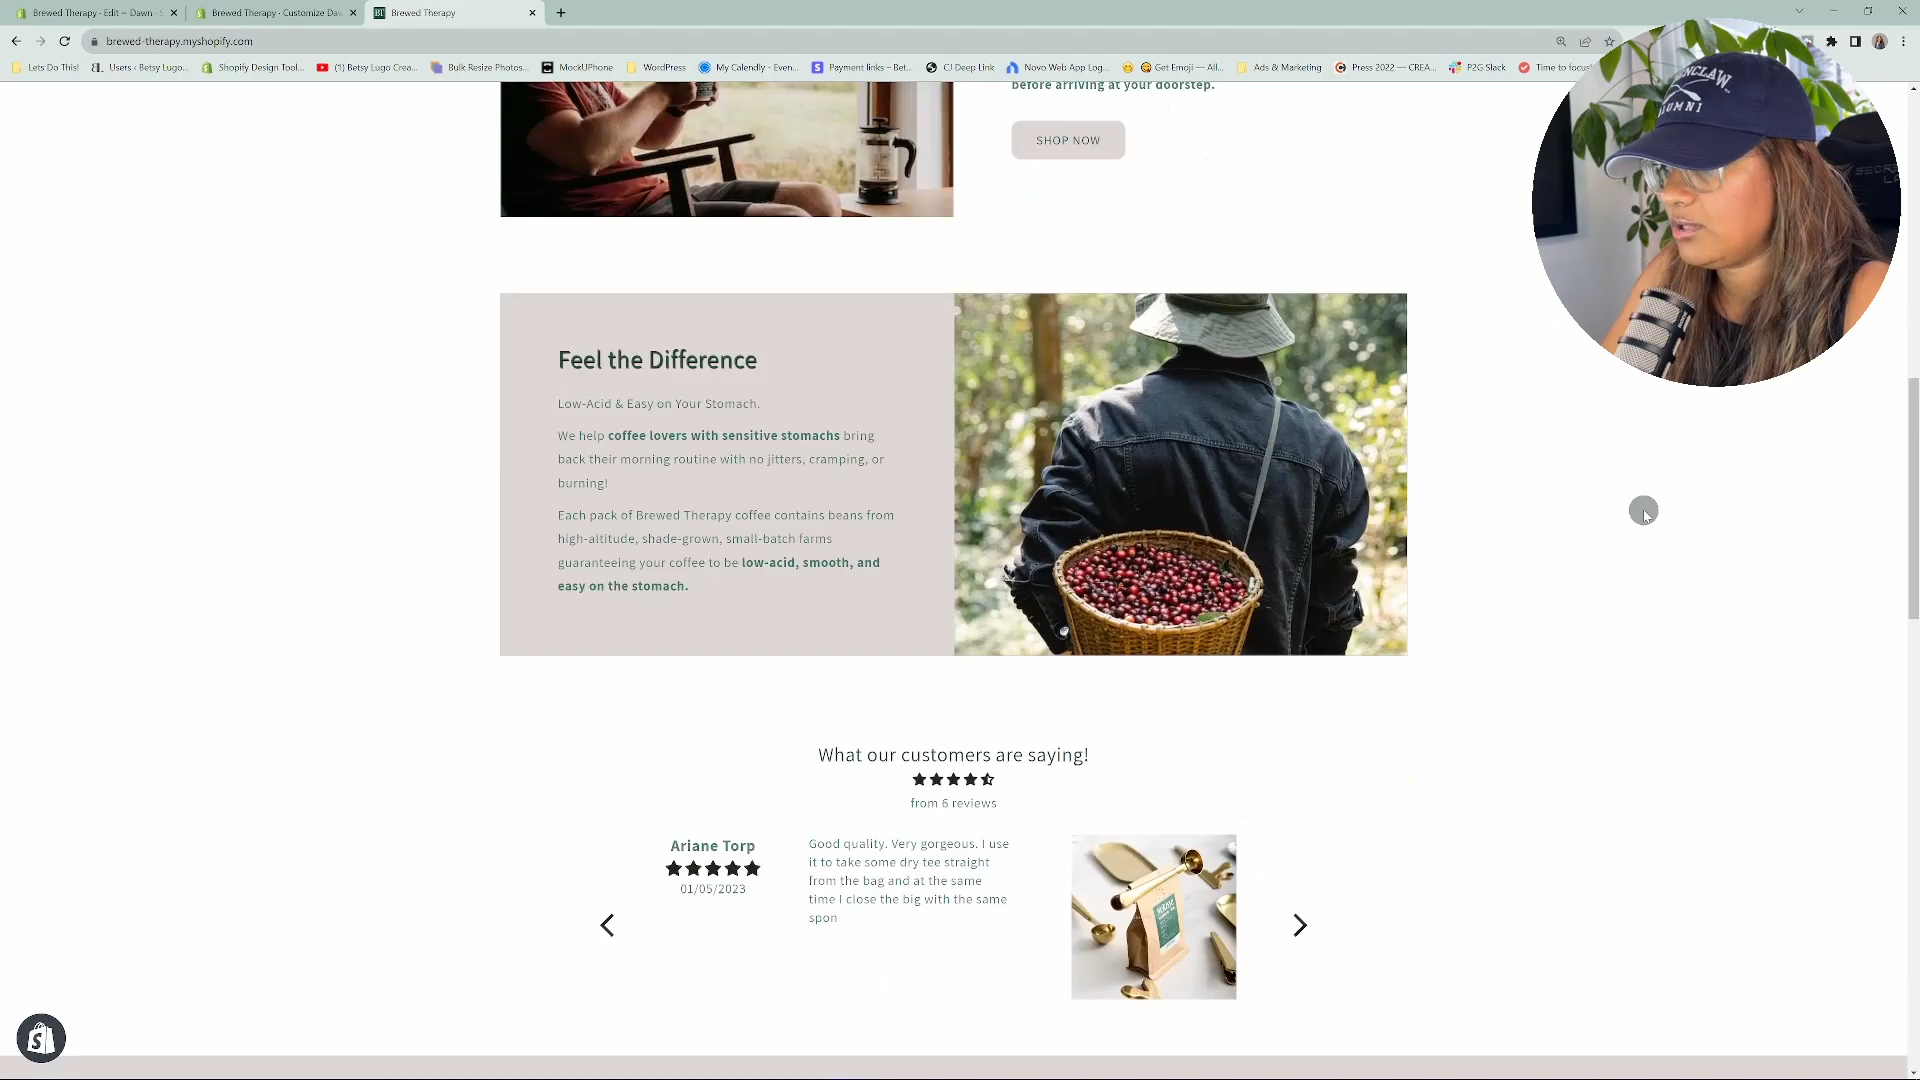 Brewed Therapy · Edit ~ Dawn · S
Brewed Therapy · Customize Daw
Brewed Therapy
brewed-therapy.myshopify.com
Lets Do This!
Users ‹ Betsy Lugo...
Shopify Design Tool...
(1) Betsy Lugo Crea...
Bulk Resize Photos...
MockUPhone
WordPress
My Calendly - Even...
Payment links – Bet...
CJ Deep Link
Novo Web App Log...
Get Emoji — All...
Ads & Marketing
Press 2022 — CREA...
P2G Slack
Time to focus!
before arriving at your doorstep.
SHOP NOW
ALUMNI
Feel the Difference
Low-Acid & Easy on Your Stomach.
We help coffee lovers with sensitive stomachs bring
back their morning routine with no jitters, cramping, or
burning!
Each pack of Brewed Therapy coffee contains beans from
high-altitude, shade-grown, small-batch farms
guaranteeing your coffee to be low-acid, smooth, and
easy on the stomach.
What our customers are saying!
from 6 reviews
Ariane Torp
01/05/2023
Good quality. Very gorgeous. I use
it to take some dry tee straight
from the bag and at the same
time I close the big with the same
spon